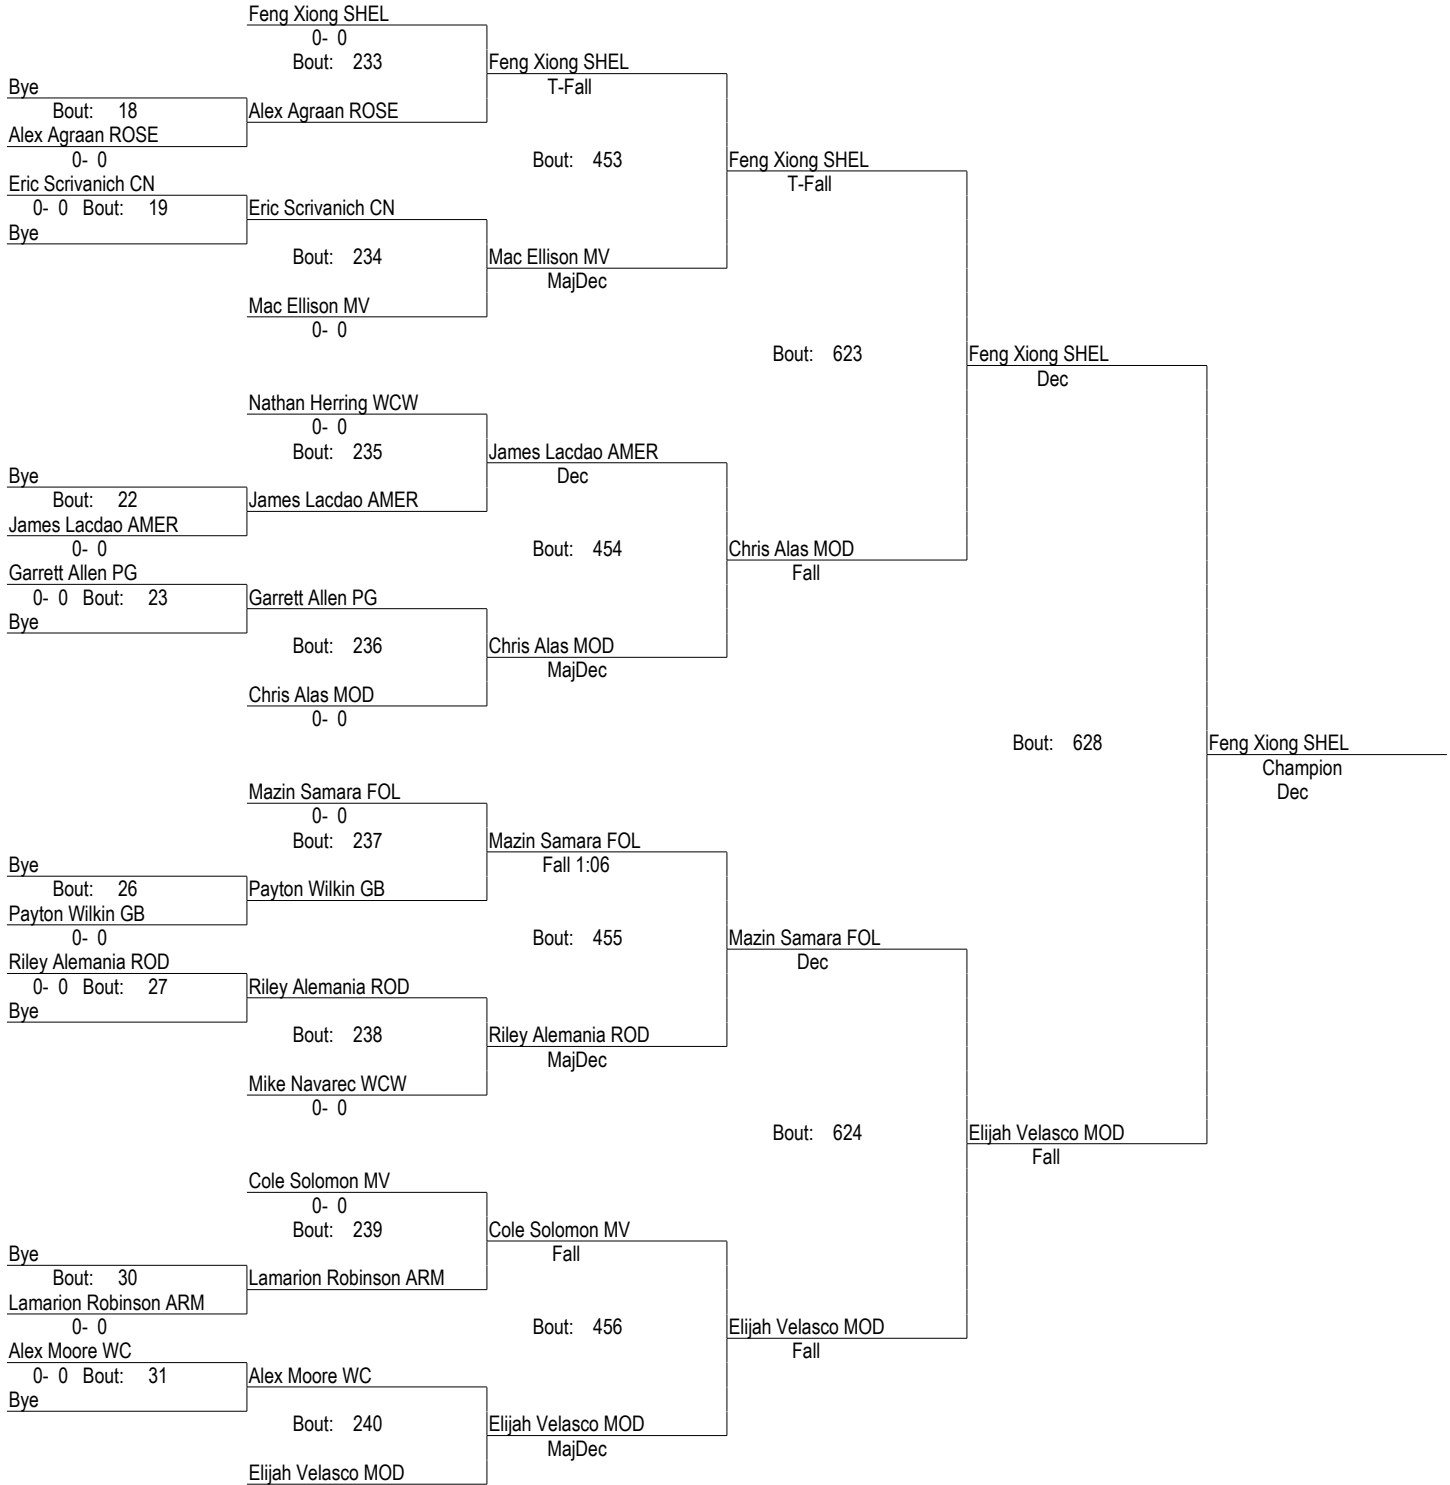 Feng Xiong SHEL
0- 0
Bout: 233
Feng Xiong SHEL
T-Fall
Bye
Bout: 18
Alex Agraan ROSE
Alex Agraan ROSE
0- 0
Bout: 453
Feng Xiong SHEL
T-Fall
Eric Scrivanich CN
0- 0 Bout: 19
Eric Scrivanich CN
Bye
Bout: 234
Mac Ellison MV
MajDec
Mac Ellison MV
0- 0
Bout: 623
Feng Xiong SHEL
Dec
Nathan Herring WCW
0- 0
Bout: 235
James Lacdao AMER
Dec
Bye
Bout: 22
James Lacdao AMER
James Lacdao AMER
0- 0
Bout: 454
Chris Alas MOD
Fall
Garrett Allen PG
0- 0 Bout: 23
Garrett Allen PG
Bye
Bout: 236
Chris Alas MOD
MajDec
Chris Alas MOD
0- 0
Bout: 628
Feng Xiong SHEL
Champion
Dec
Mazin Samara FOL
0- 0
Bout: 237
Mazin Samara FOL
Fall 1:06
Bye
Bout: 26
Payton Wilkin GB
Payton Wilkin GB
0- 0
Bout: 455
Mazin Samara FOL
Dec
Riley Alemania ROD
0- 0 Bout: 27
Riley Alemania ROD
Bye
Bout: 238
Riley Alemania ROD
MajDec
Mike Navarec WCW
0- 0
Bout: 624
Elijah Velasco MOD
Fall
Cole Solomon MV
0- 0
Bout: 239
Cole Solomon MV
Fall
Bye
Bout: 30
Lamarion Robinson ARM
Lamarion Robinson ARM
0- 0
Bout: 456
Elijah Velasco MOD
Fall
Alex Moore WC
0- 0 Bout: 31
Alex Moore WC
Bye
Bout: 240
Elijah Velasco MOD
MajDec
Elijah Velasco MOD